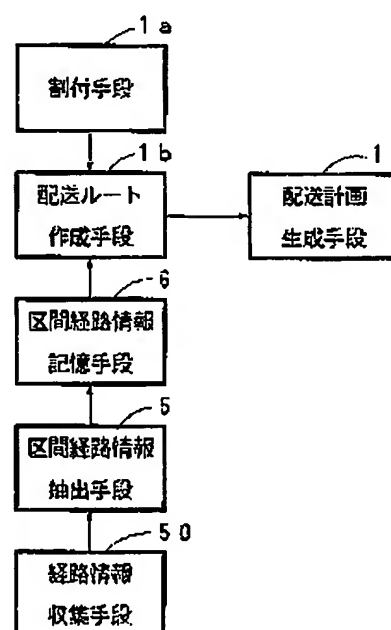 1a
割付手段
1b
配送ルート
作成手段
1
配送計画
生成手段
6
区間経路情報
記憶手段
5
区間経路情報
抽出手段
50
経路情報
収集手段